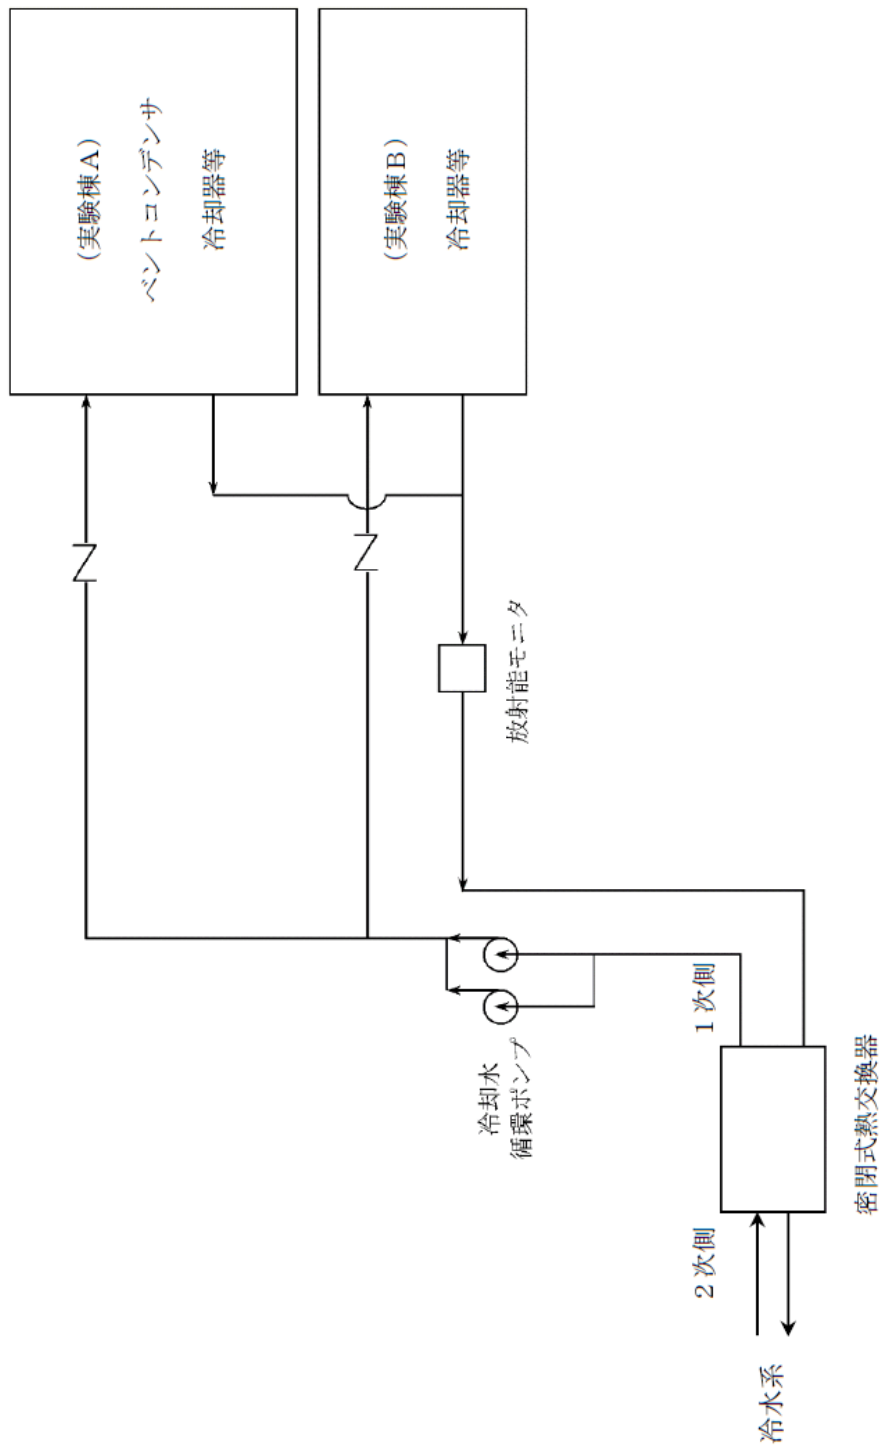 (実験棟A)
ベントコンデンサ
冷却器等
(実験棟B)
冷却器等
放射能モニタ
冷却水
循環ポンプ
1次側
2次側
密閉式熱交換器
冷水系